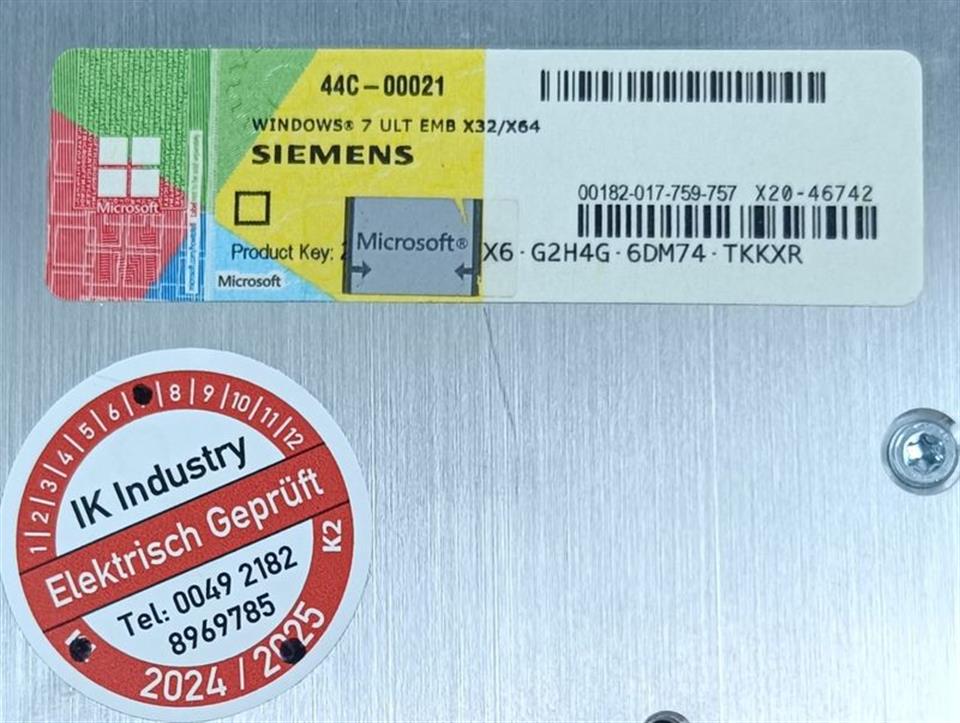 44C-00021
WINDOWS® 7 ULT EMB X32/X64
SIEMENS
Microsoft
00182-017-759-757 X20-46742
Product Key: 2
Microsoft®
X6-G2H4G-6DM74-TKKXR
Microsoft
1 | 2 | 3 | 4 | 5 | 6 | 8 | 9 | 10 | 11 | 12
IK Industry
Elektrisch Geprüft
K2
Tel: 0049 2182
8969785
2024 / 2025